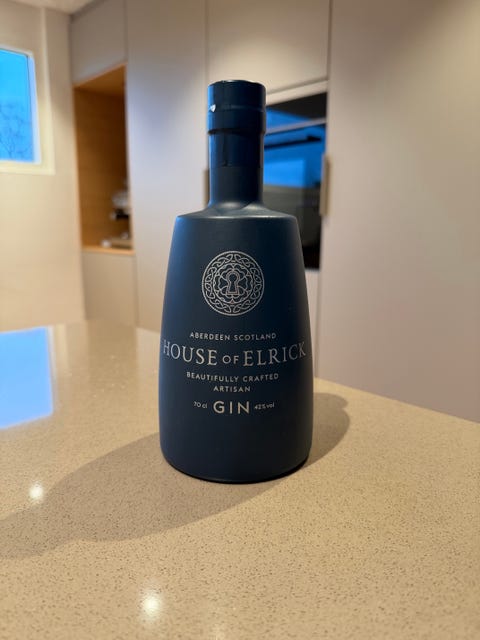 ABERDEEN SCOTLAND
HOUSE OF ELRICK
BEAUTIFULLY CRAFTED
ARTISAN
70 cl GIN 42% vol